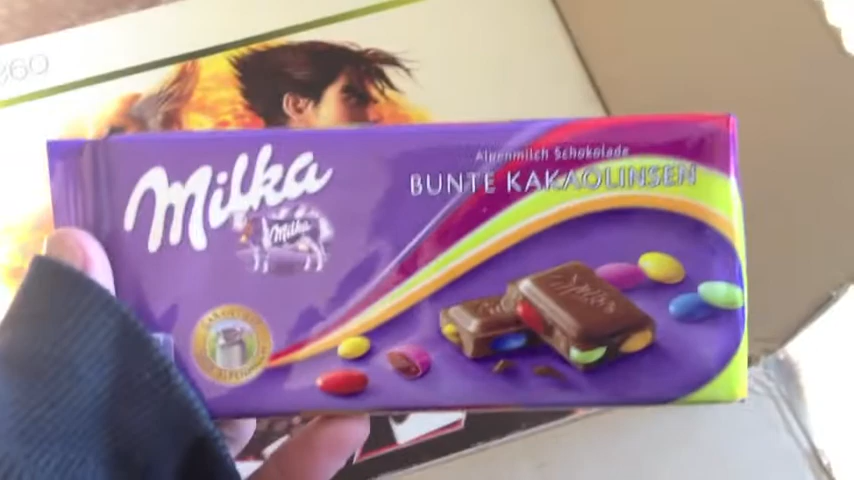 360
Milka
Alpenmilch Schokolade
BUNTE KAKAOLINSEN
Milka